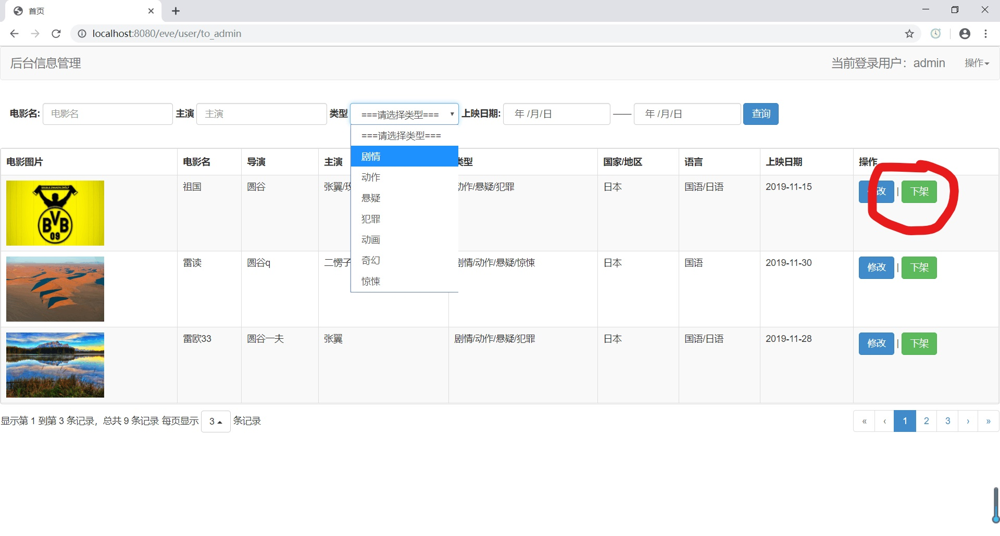 首页
localhost:8080/eve/user/to_admin
后台信息管理 当前登录用户：admin 操作
电影名: 电影名 主演 主演 类型 ===请选择类型=== 上映日期: 年 /月/日 —— 年 /月/日 查询
===请选择类型===
剧情
动作
悬疑
犯罪
动画
奇幻
惊悚
电影图片 电影名 导演 主演 类型 国家/地区 语言 上映日期 操作
DOUBLE.ZWANZIG.ZWÖLF
BVB
09
祖国 圆谷 张翼/ 动作/悬疑/犯罪 日本 国语/日语 2019-11-15 改 | 下架
雷读 圆谷q 二愣子 剧情/动作/悬疑/惊悚 日本 国语 2019-11-30 修改 | 下架
雷欧33 圆谷一夫 张翼 剧情/动作/悬疑/犯罪 日本 国语/日语 2019-11-28 修改 | 下架
显示第 1 到第 3 条记录，总共 9 条记录 每页显示 3 条记录 « ‹ 1 2 3 › »